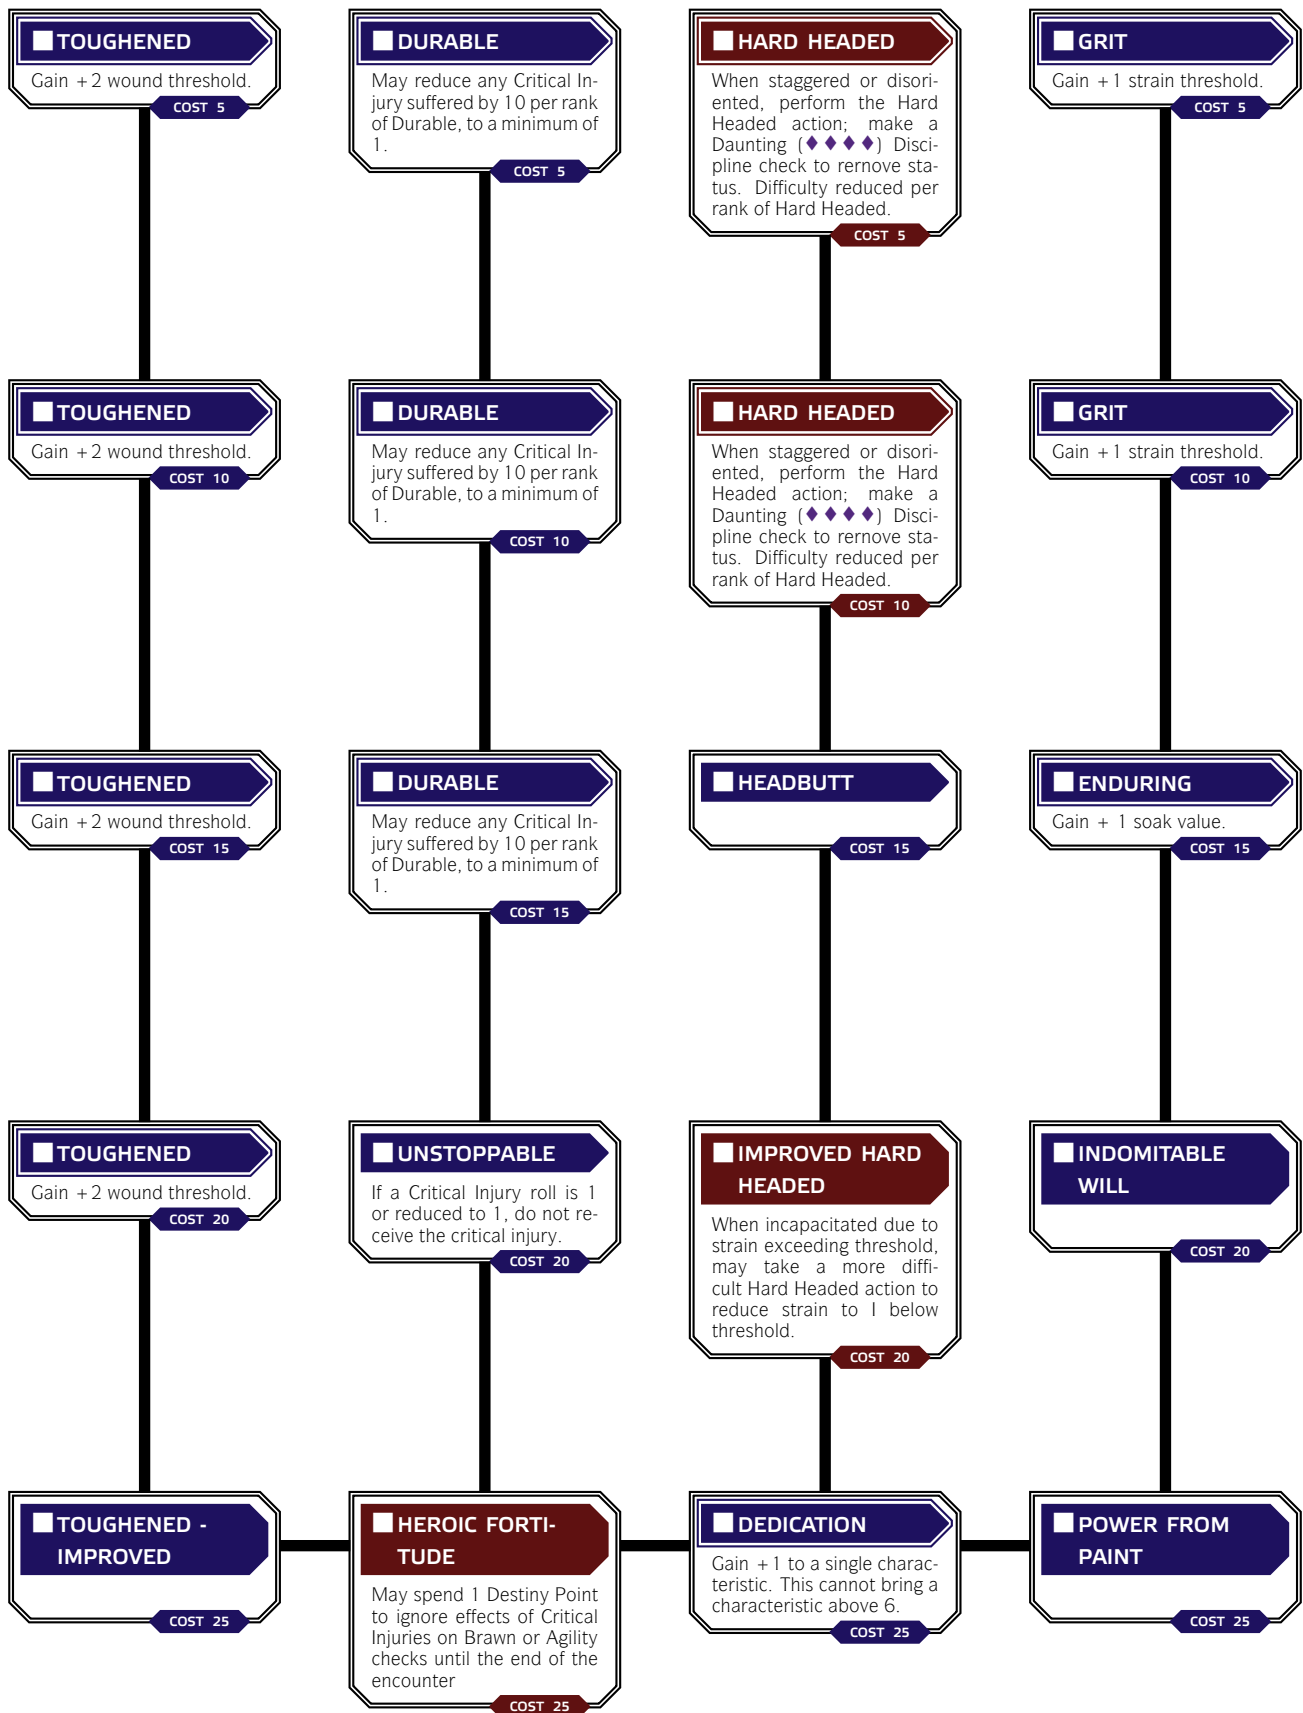 TOUGHENED
Gain +2 wound threshold.
COST 5
DURABLE
May reduce any Critical In-
jury suffered by 10 per rank
of Durable, to a minimum of
1.
COST 5
HARD HEADED
When staggered or disori-
ented, perform the Hard
Headed action; make a
Daunting (♦♦♦♦) Disci-
pline check to rernove sta-
tus. Difficulty reduced per
rank of Hard Headed.
COST 5
GRIT
Gain +1 strain threshold.
COST 5
TOUGHENED
Gain +2 wound threshold.
COST 10
DURABLE
May reduce any Critical In-
jury suffered by 10 per rank
of Durable, to a minimum of
1.
COST 10
HARD HEADED
When staggered or disori-
ented, perform the Hard
Headed action; make a
Daunting (♦♦♦♦) Disci-
pline check to rernove sta-
tus. Difficulty reduced per
rank of Hard Headed.
COST 10
GRIT
Gain +1 strain threshold.
COST 10
TOUGHENED
Gain +2 wound threshold.
COST 15
DURABLE
May reduce any Critical In-
jury suffered by 10 per rank
of Durable, to a minimum of
1.
COST 15
HEADBUTT
COST 15
ENDURING
Gain + 1 soak value.
COST 15
TOUGHENED
Gain +2 wound threshold.
COST 20
UNSTOPPABLE
If a Critical Injury roll is 1
or reduced to 1, do not re-
ceive the critical injury.
COST 20
IMPROVED HARD
HEADED
When incapacitated due to
strain exceeding threshold,
may take a more diffi-
cult Hard Headed action to
reduce strain to I below
threshold.
COST 20
INDOMITABLE
WILL
COST 20
TOUGHENED -
IMPROVED
COST 25
HEROIC FORTI-
TUDE
May spend 1 Destiny Point
to ignore effects of Critical
Injuries on Brawn or Agility
checks until the end of the
encounter
COST 25
DEDICATION
Gain +1 to a single charac-
teristic. This cannot bring a
characteristic above 6.
COST 25
POWER FROM
PAINT
COST 25